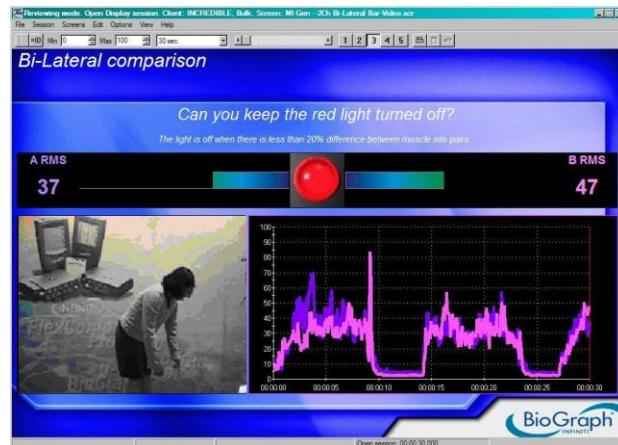 Reviewing mode. Open Display session. Client: INCREDIBLE, Bulk. Screen: MI Gen - 2Ch Bi-Lateral Bar-Video.scr
File Session Screens Edit Options View Help
Min 0 Max 100 30 sec. 1 2 3 4 5
Bi-Lateral comparison
Can you keep the red light turned off?
The light is off when there is less than 20% difference between muscle site pairs.
A RMS B RMS
37 47
100
90
80
70
60
50
40
30
20
10
0
00:00:00 00:00:05 00:00:10 00:00:15 00:00:20 00:00:25 00:00:30
BioGraph
INFINITI
Open session: 00:00:30.000